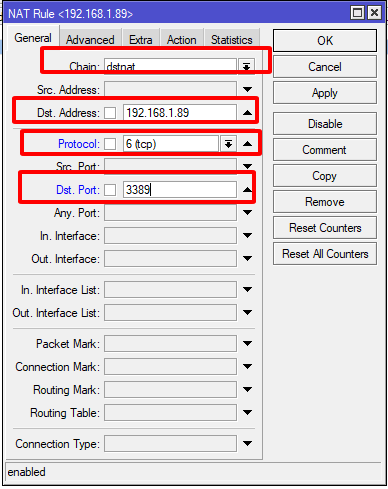 NAT Rule <192.168.1.89>
General Advanced Extra Action Statistics
Chain: dstnat
Src. Address:
Dst. Address: 192.168.1.89
Protocol: 6 (tcp)
Src. Port:
Dst. Port: 3389
Any. Port:
In. Interface:
Out. Interface:
In. Interface List:
Out. Interface List:
Packet Mark:
Connection Mark:
Routing Mark:
Routing Table:
Connection Type:
OK
Cancel
Apply
Disable
Comment
Copy
Remove
Reset Counters
Reset All Counters
enabled